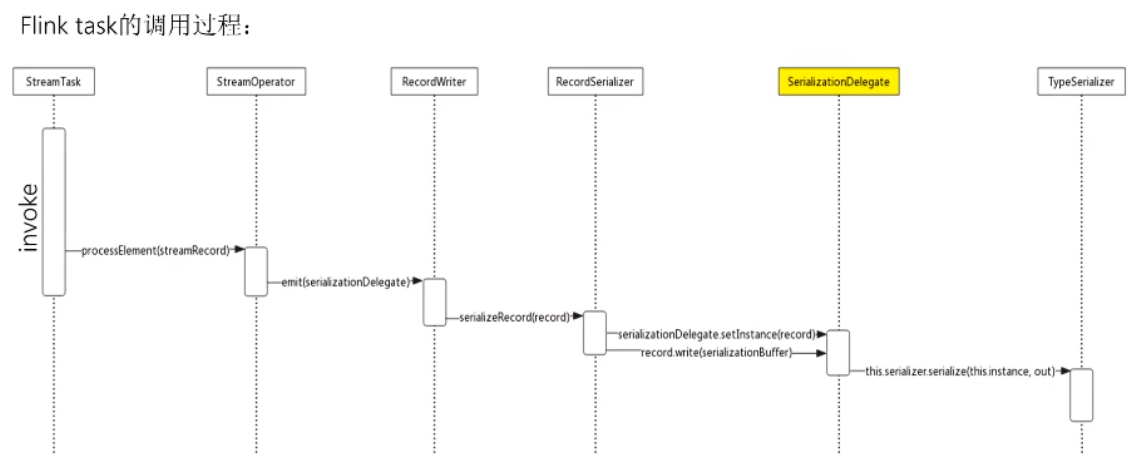 Flink task的调用过程：
StreamTask
StreamOperator
RecordWriter
RecordSerializer
SerializationDelegate
TypeSerializer
invoke
processElement(streamRecord)
emit(serializationDelegate)
serializeRecord(record)
serializationDelegate.setInstance(record)
record.write(serializationBuffer)
this.serializer.serialize(this.instance, out)